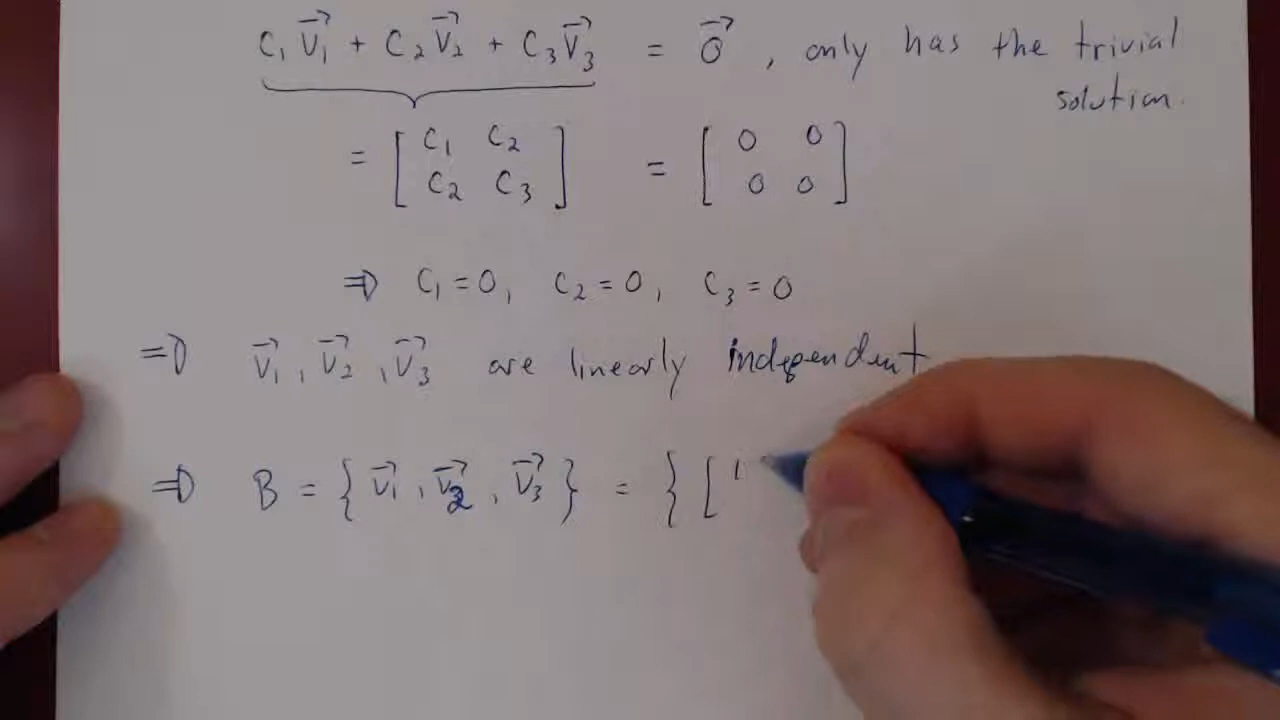 c₁v⃗₁ + c₂v⃗₂ + c₃v⃗₃ = 0⃗ , only has the trivial
solution.
= [ c₁ c₂ ] = [ 0 0 ]
[ c₂ c₃ ] [ 0 0 ]
⇒ c₁ = 0, c₂ = 0, c₃ = 0
⇒ v⃗₁, v⃗₂, v⃗₃ are linearly independent
⇒ B = { v⃗₁, v⃗₂, v⃗₃ } = { [ 1